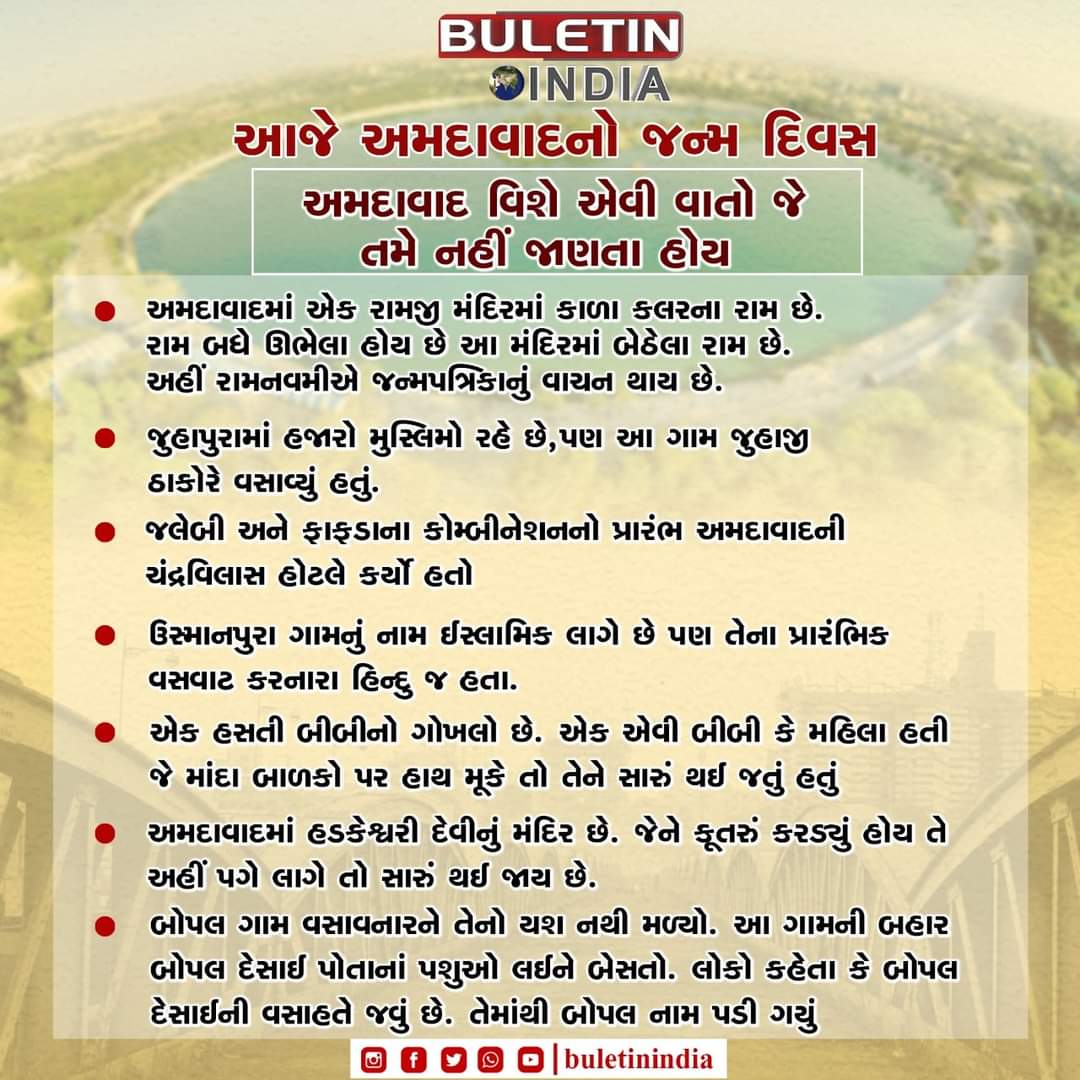 BULETIN
INDIA
આજે અમદાવાદનો જન્મ દિવસ
અમદાવાદ વિશે એવી વાતો જે
તમે નહીં જાણતા હોય
અમદાવાદમાં એક રામજી મંદિરમાં કાળા કલરના રામ છે.
રામ બધે ઊભેલા હોય છે આ મંદિરમાં બેઠેલા રામ છે.
અહીં રામનવમીએ જન્મપત્રિકાનું વાચન થાય છે.
જુહાપુરામાં હજારો મુસ્લિમો રહે છે,પણ આ ગામ જુહાજી
ઠાકોરે વસાવ્યું હતું.
જલેબી અને ફાફડાના કોમ્બીનેશનનો પ્રારંભ અમદાવાદની
ચંદ્રવિલાસ હોટલે કર્યો હતો
ઉસ્માનપુરા ગામનું નામ ઈસ્લામિક લાગે છે પણ તેના પ્રારંભિક
વસવાટ કરનારા હિન્દુ જ હતા.
એક હસતી બીબીનો ગોખલો છે. એક એવી બીબી કે મહિલા હતી
જે માંદા બાળકો પર હાથ મૂકે તો તેને સારું થઈ જતું હતું
અમદાવાદમાં હડકેશ્વરી દેવીનું મંદિર છે. જેને કૂતરું કરડ્યું હોય તે
અહીં પગે લાગે તો સારું થઈ જાય છે.
બોપલ ગામ વસાવનારને તેનો યશ નથી મળ્યો. આ ગામની બહાર
બોપલ દેસાઈ પોતાનાં પશુઓ લઈને બેસતો. લોકો કહેતા કે બોપલ
દેસાઈની વસાહતે જવું છે. તેમાંથી બોપલ નામ પડી ગયું
buletinindia